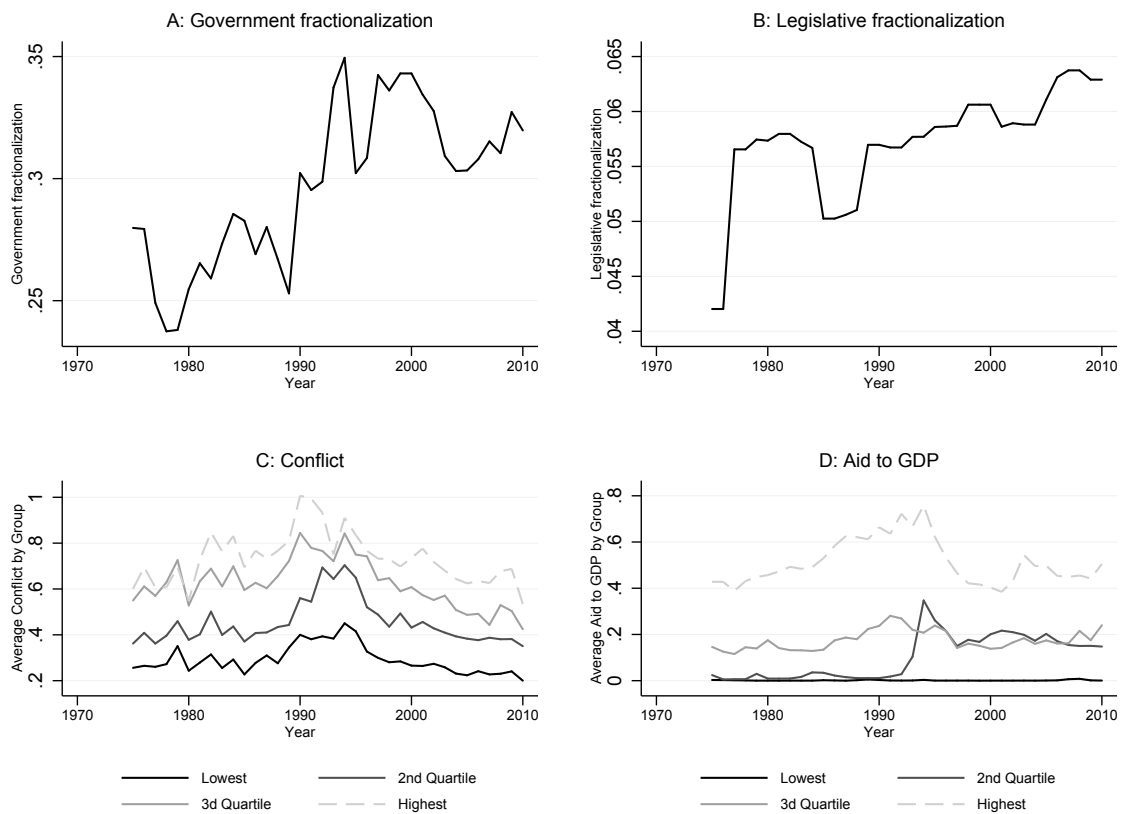 A: Government fractionalization
Government fractionalization
.35
.3
.25
1970 1980 1990 2000 2010
Year
B: Legislative fractionalization
Legislative fractionalization
.065
.06
.055
.05
.045
.04
1970 1980 1990 2000 2010
Year
C: Conflict
Average Conflict by Group
1
.8
.6
.4
.2
1970 1980 1990 2000 2010
Year
Lowest 2nd Quartile
3d Quartile Highest
D: Aid to GDP
Average Aid to GDP by Group
.8
.6
.4
.2
0
1970 1980 1990 2000 2010
Year
Lowest 2nd Quartile
3d Quartile Highest